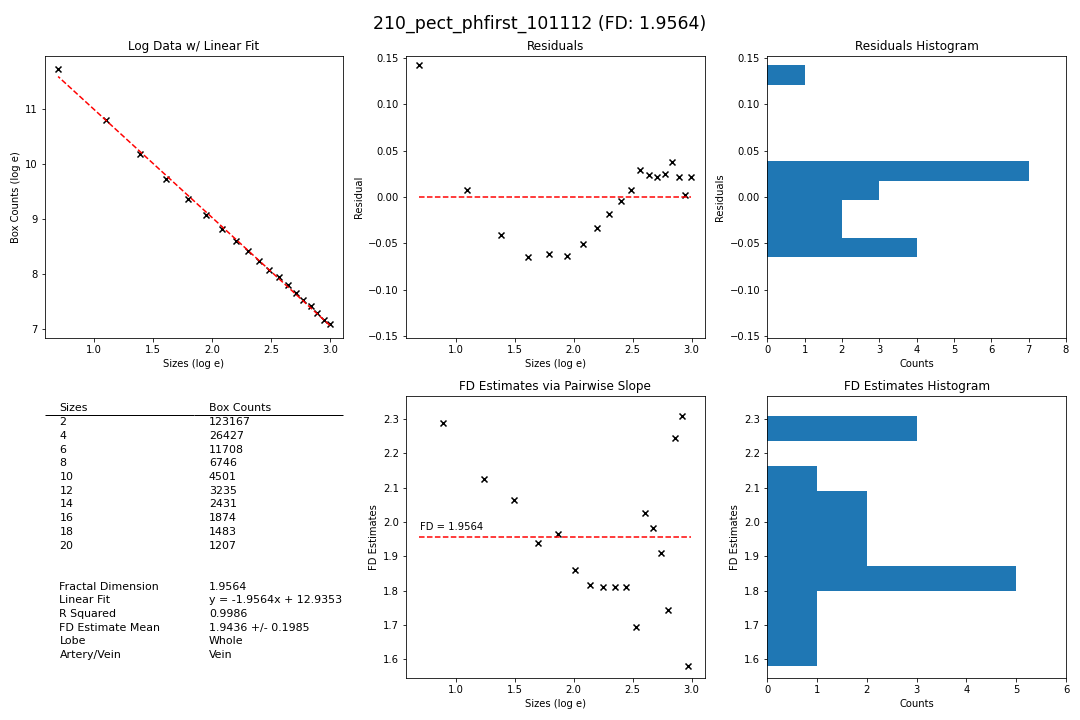 210_pect_phfirst_101112 (FD: 1.9564)
Log Data w/ Linear Fit
Box Counts (log e)
11
10
9
8
7
1.0 1.5 2.0 2.5 3.0
Sizes (log e)
Residuals
Residual
0.15
0.10
0.05
0.00
−0.05
−0.10
−0.15
1.0 1.5 2.0 2.5 3.0
Sizes (log e)
Residuals Histogram
Residuals
0.15
0.10
0.05
0.00
−0.05
−0.10
−0.15
0 1 2 3 4 5 6 7 8
Counts
Sizes Box Counts
2 123167
4 26427
6 11708
8 6746
10 4501
12 3235
14 2431
16 1874
18 1483
20 1207
Fractal Dimension 1.9564
Linear Fit y = -1.9564x + 12.9353
R Squared 0.9986
FD Estimate Mean 1.9436 +/- 0.1985
Lobe Whole
Artery/Vein Vein
FD Estimates via Pairwise Slope
FD Estimates
2.3
2.2
2.1
2.0
1.9
1.8
1.7
1.6
FD = 1.9564
1.0 1.5 2.0 2.5 3.0
Sizes (log e)
FD Estimates Histogram
FD Estimates
2.3
2.2
2.1
2.0
1.9
1.8
1.7
1.6
0 1 2 3 4 5 6
Counts